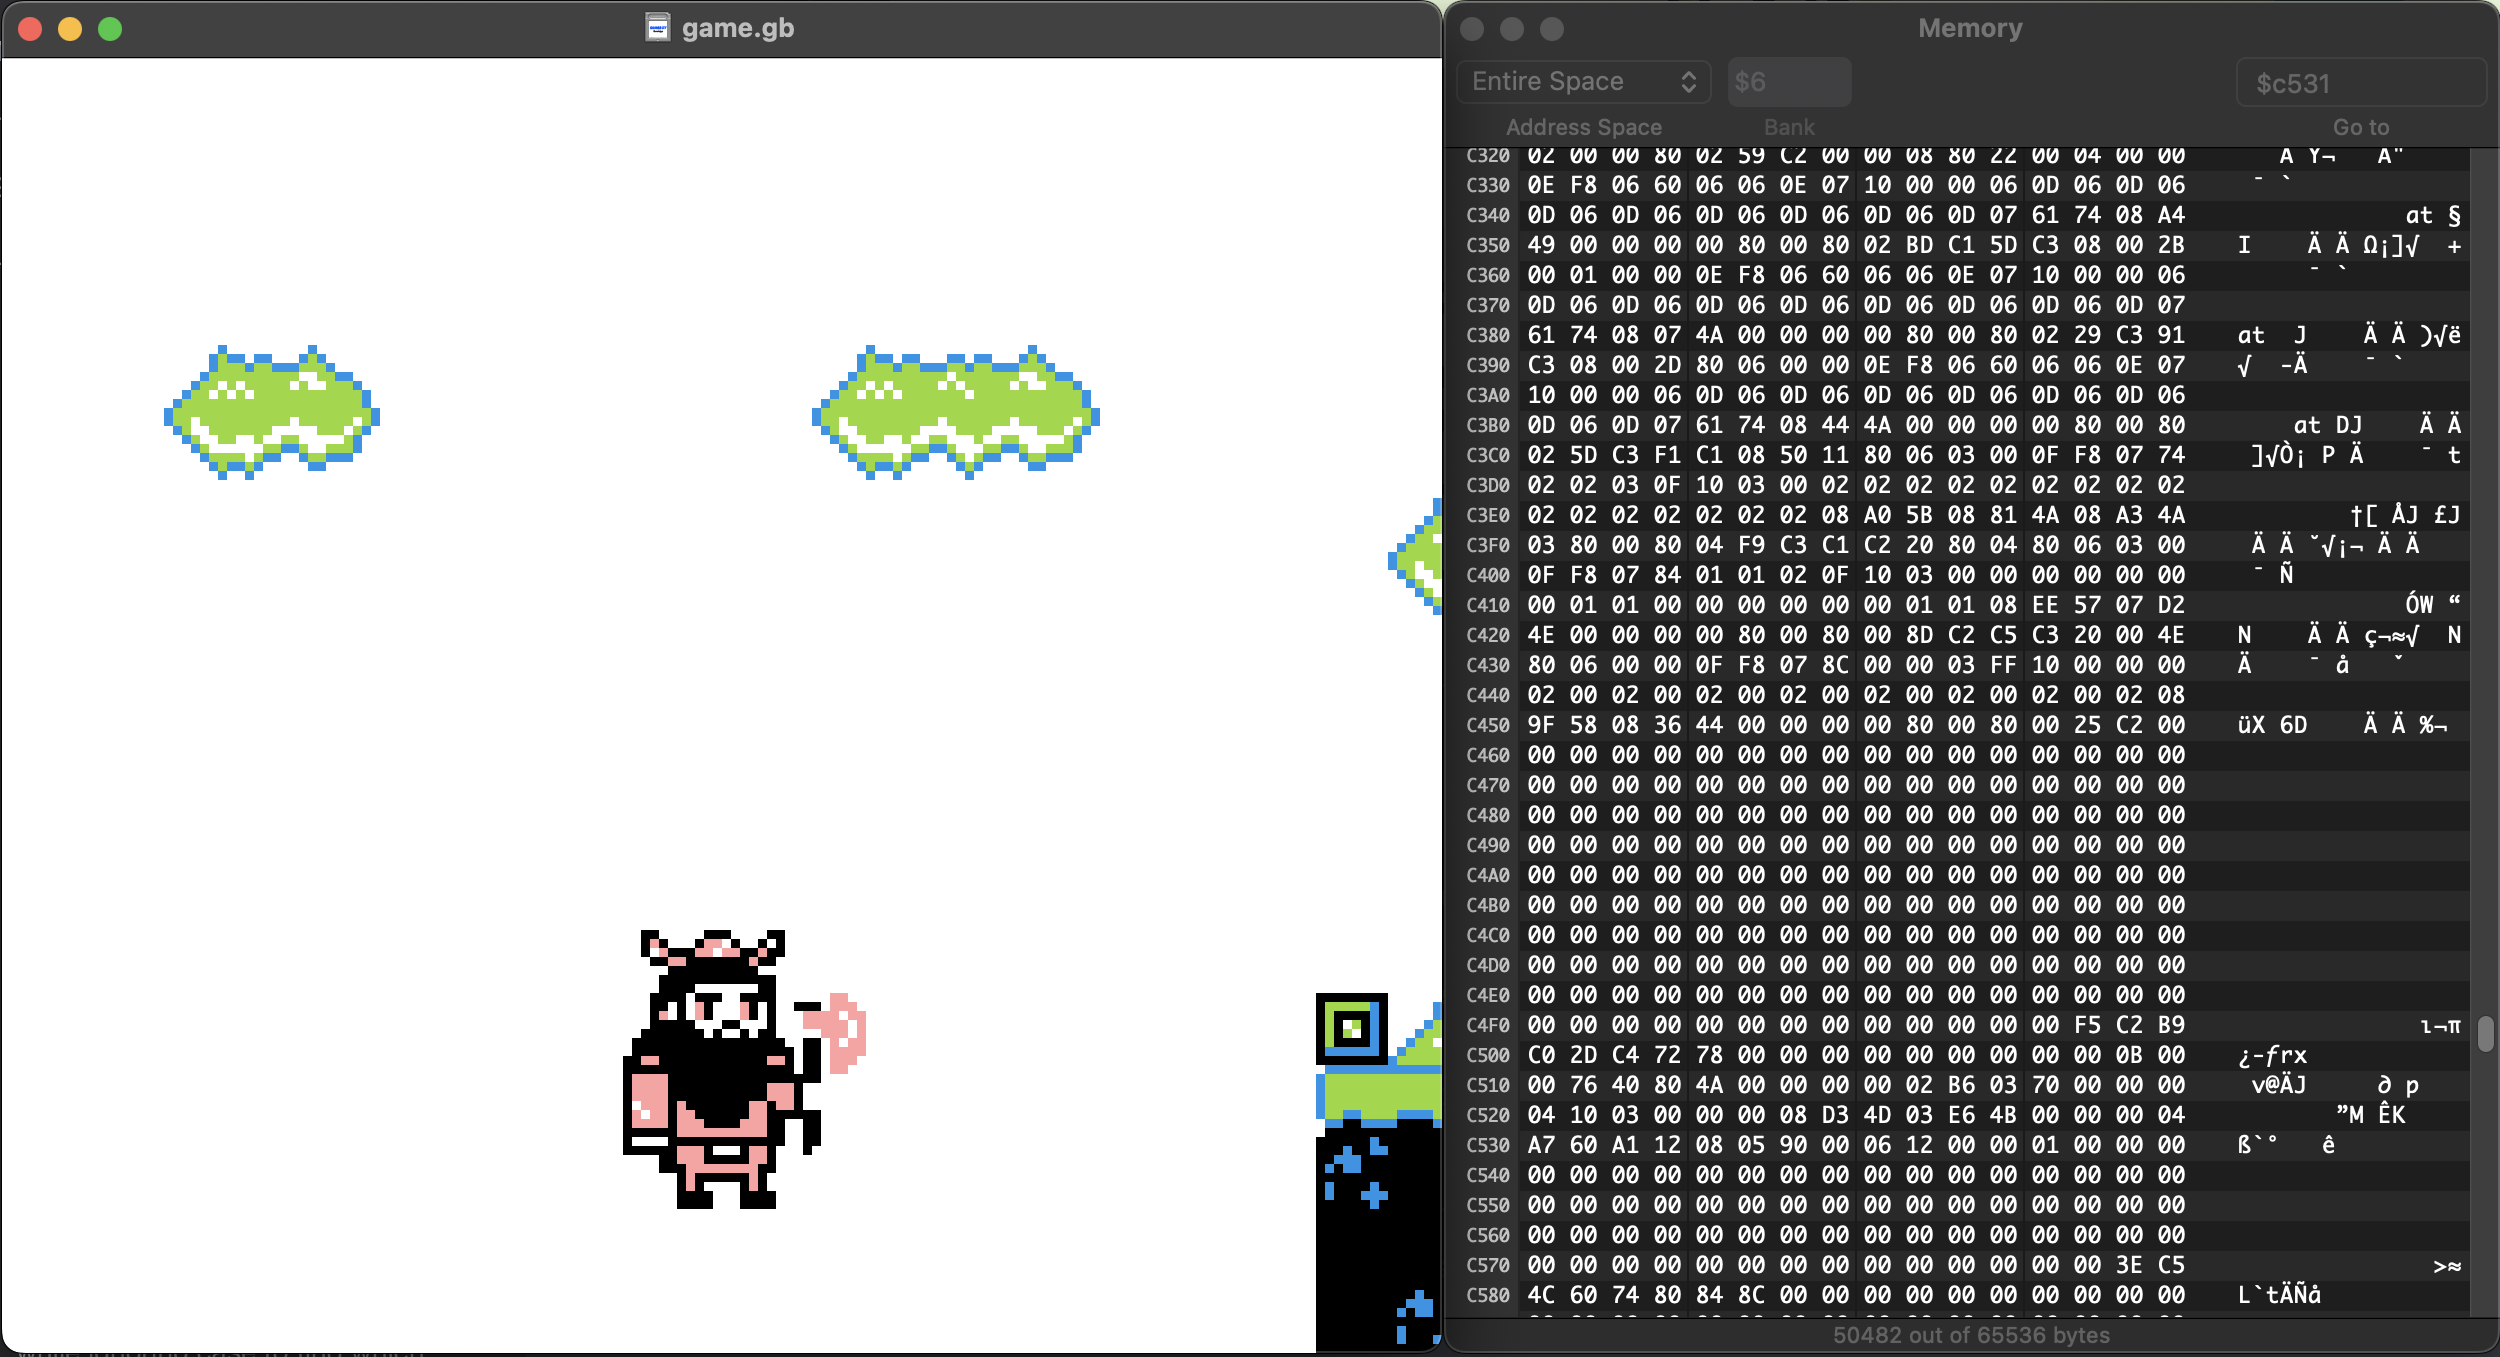 game.gb
Memory
Entire Space $6 $c531
Address Space Bank Go to
C320 02 00 00 80 02 59 C2 00 00 08 80 22 00 04 00 00 Ä Y¬ Ä"
C330 0E F8 06 60 06 06 0E 07 10 00 00 06 0D 06 0D 06 ¯ `
C340 0D 06 0D 06 0D 06 0D 06 0D 06 0D 07 61 74 08 A4 at §
C350 49 00 00 00 00 80 00 80 02 BD C1 5D C3 08 00 2B I Ä Ä Ω¡]√ +
C360 00 01 00 00 0E F8 06 60 06 06 0E 07 10 00 00 06 ¯ `
C370 0D 06 0D 06 0D 06 0D 06 0D 06 0D 06 0D 06 0D 07
C380 61 74 08 07 4A 00 00 00 00 80 00 80 02 29 C3 91 at J Ä Ä )√ë
C390 C3 08 00 2D 80 06 00 00 0E F8 06 60 06 06 0E 07 √ -Ä ¯ `
C3A0 10 00 00 06 0D 06 0D 06 0D 06 0D 06 0D 06 0D 06
C3B0 0D 06 0D 07 61 74 08 44 4A 00 00 00 00 80 00 80 at DJ Ä Ä
C3C0 02 5D C3 F1 C1 08 50 11 80 06 03 00 0F F8 07 74 ]√Ò¡ P Ä ¯ t
C3D0 02 02 03 0F 10 03 00 02 02 02 02 02 02 02 02 02
C3E0 02 02 02 02 02 02 02 08 A0 5B 08 81 4A 08 A3 4A †[ ÅJ £J
C3F0 03 80 00 80 04 F9 C3 C1 C2 20 80 04 80 06 03 00 Ä Ä ˘√¡¬ Ä Ä
C400 0F F8 07 84 01 01 02 0F 10 03 00 00 00 00 00 00 ¯ Ñ
C410 00 01 01 00 00 00 00 00 00 01 01 08 EE 57 07 D2 ÓW “
C420 4E 00 00 00 00 80 00 80 00 8D C2 C5 C3 20 00 4E N Ä Ä ç¬≈√ N
C430 80 06 00 00 0F F8 07 8C 00 00 03 FF 10 00 00 00 Ä ¯ å ˇ
C440 02 00 02 00 02 00 02 00 02 00 02 00 02 00 02 08
C450 9F 58 08 36 44 00 00 00 00 80 00 80 00 25 C2 00 üX 6D Ä Ä %¬
C460 00 00 00 00 00 00 00 00 00 00 00 00 00 00 00 00
C470 00 00 00 00 00 00 00 00 00 00 00 00 00 00 00 00
C480 00 00 00 00 00 00 00 00 00 00 00 00 00 00 00 00
C490 00 00 00 00 00 00 00 00 00 00 00 00 00 00 00 00
C4A0 00 00 00 00 00 00 00 00 00 00 00 00 00 00 00 00
C4B0 00 00 00 00 00 00 00 00 00 00 00 00 00 00 00 00
C4C0 00 00 00 00 00 00 00 00 00 00 00 00 00 00 00 00
C4D0 00 00 00 00 00 00 00 00 00 00 00 00 00 00 00 00
C4E0 00 00 00 00 00 00 00 00 00 00 00 00 00 00 00 00
C4F0 00 00 00 00 00 00 00 00 00 00 00 00 00 F5 C2 B9 ı¬π
C500 C0 2D C4 72 78 00 00 00 00 00 00 00 00 00 0B 00 ¿-ƒrx
C510 00 76 40 80 4A 00 00 00 00 02 B6 03 70 00 00 00 v@ÄJ ∂ p
C520 04 10 03 00 00 00 08 D3 4D 03 E6 4B 00 00 00 04 ”M ÊK
C530 A7 60 A1 12 08 05 90 00 06 12 00 00 01 00 00 00 ß`° ê
C540 00 00 00 00 00 00 00 00 00 00 00 00 00 00 00 00
C550 00 00 00 00 00 00 00 00 00 00 00 00 00 00 00 00
C560 00 00 00 00 00 00 00 00 00 00 00 00 00 00 00 00
C570 00 00 00 00 00 00 00 00 00 00 00 00 00 00 3E C5 >≈
C580 4C 60 74 80 84 8C 00 00 00 00 00 00 00 00 00 00 L`tÄÑå
50482 out of 65536 bytes